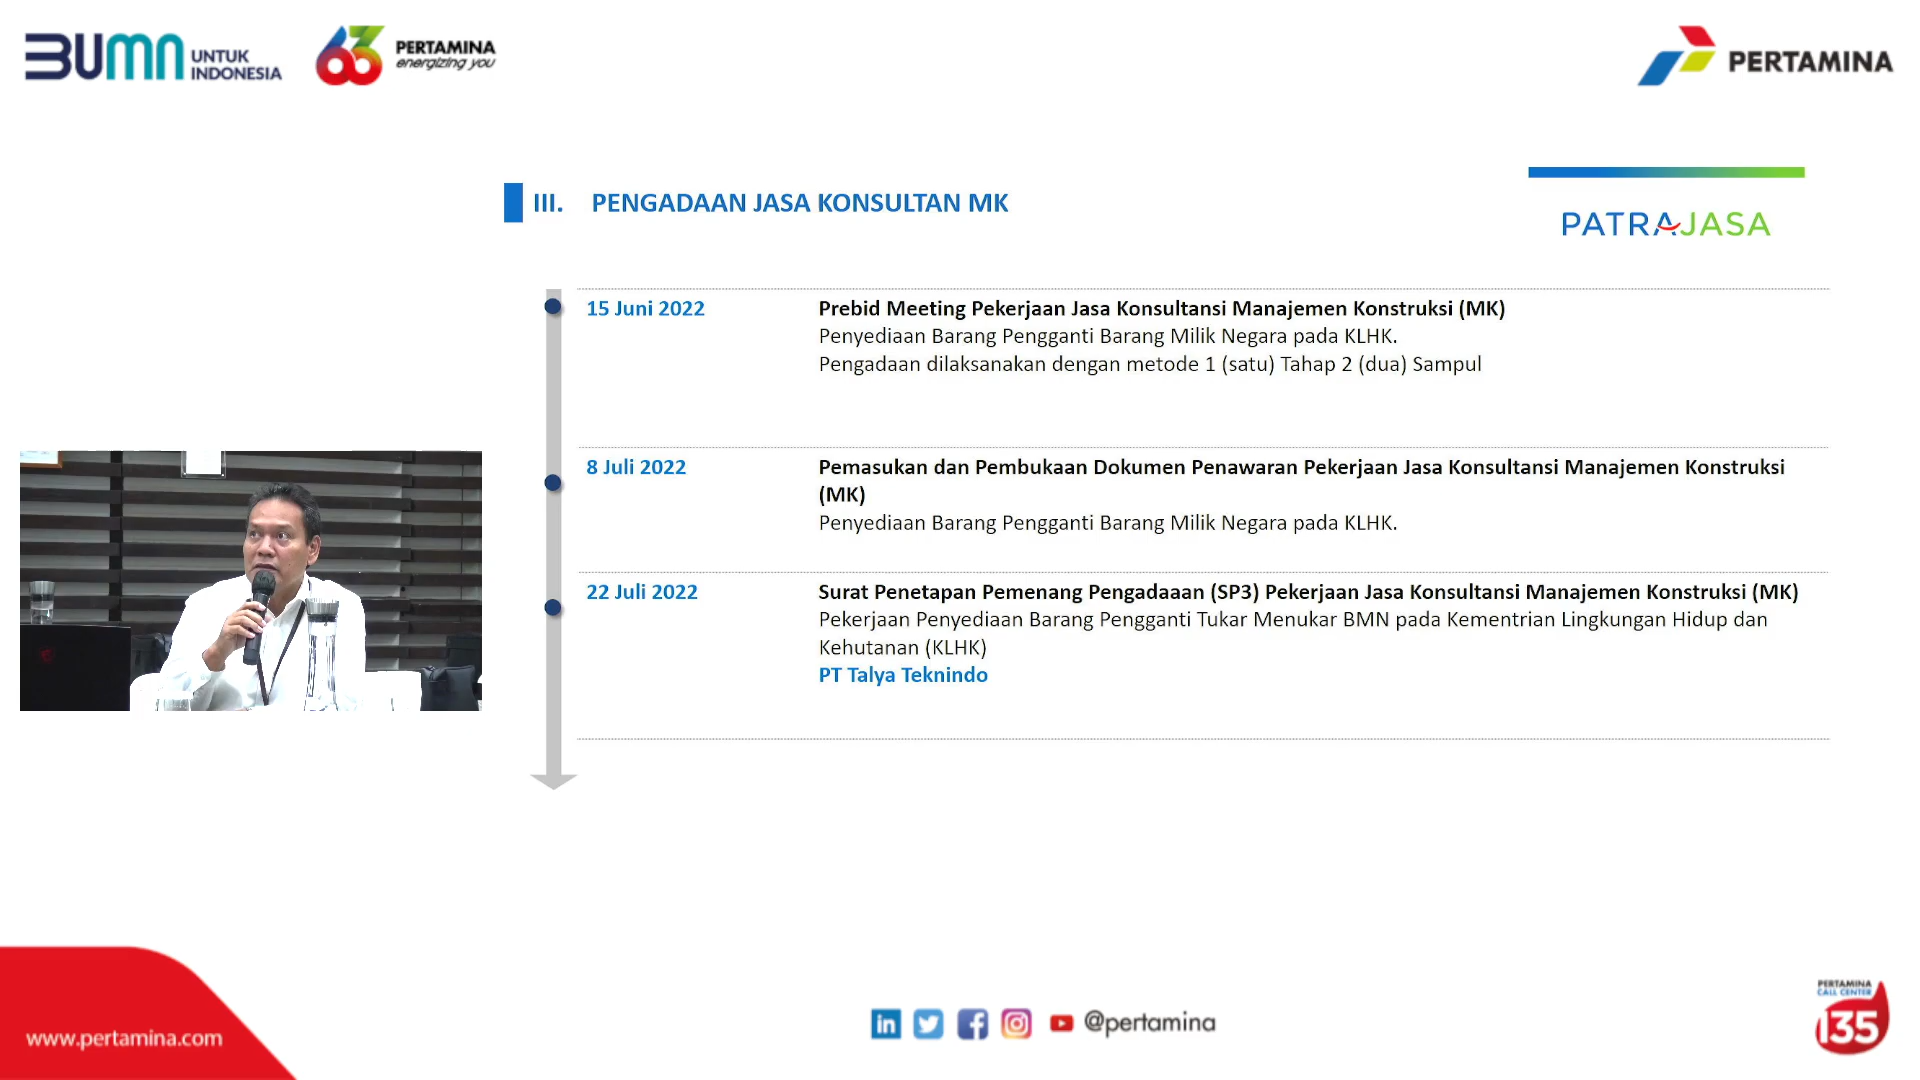 BUMN UNTUK INDONESIA
63 PERTAMINA
energizing you
PERTAMINA
III. PENGADAAN JASA KONSULTAN MK
PATRAJASA
15 Juni 2022
Prebid Meeting Pekerjaan Jasa Konsultansi Manajemen Konstruksi (MK)
Penyediaan Barang Pengganti Barang Milik Negara pada KLHK.
Pengadaan dilaksanakan dengan metode 1 (satu) Tahap 2 (dua) Sampul
8 Juli 2022
Pemasukan dan Pembukaan Dokumen Penawaran Pekerjaan Jasa Konsultansi Manajemen Konstruksi
(MK)
Penyediaan Barang Pengganti Barang Milik Negara pada KLHK.
22 Juli 2022
Surat Penetapan Pemenang Pengadaaan (SP3) Pekerjaan Jasa Konsultansi Manajemen Konstruksi (MK)
Pekerjaan Penyediaan Barang Pengganti Tukar Menukar BMN pada Kementrian Lingkungan Hidup dan
Kehutanan (KLHK)
PT Talya Teknindo
www.pertamina.com
@pertamina
PERTAMINA
CALL CENTER
135